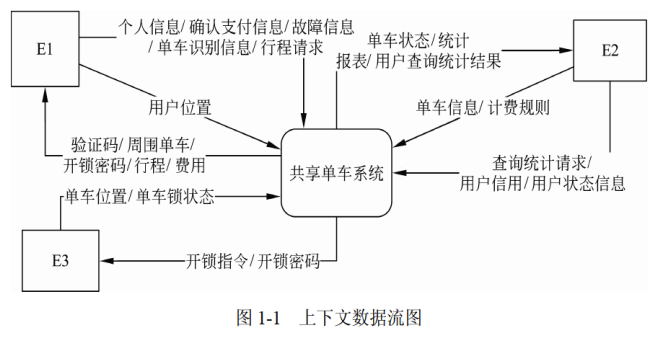 E1
个人信息/确认支付信息/故障信息
/单车识别信息/行程请求
单车状态/统计
报表/用户查询统计结果
E2
用户位置
单车信息/计费规则
验证码/周围单车/
开锁密码/行程/费用
共享单车系统
查询统计请求/
用户信用/用户状态信息
单车位置/单车锁状态
E3
开锁指令/开锁密码
图 1-1 上下文数据流图